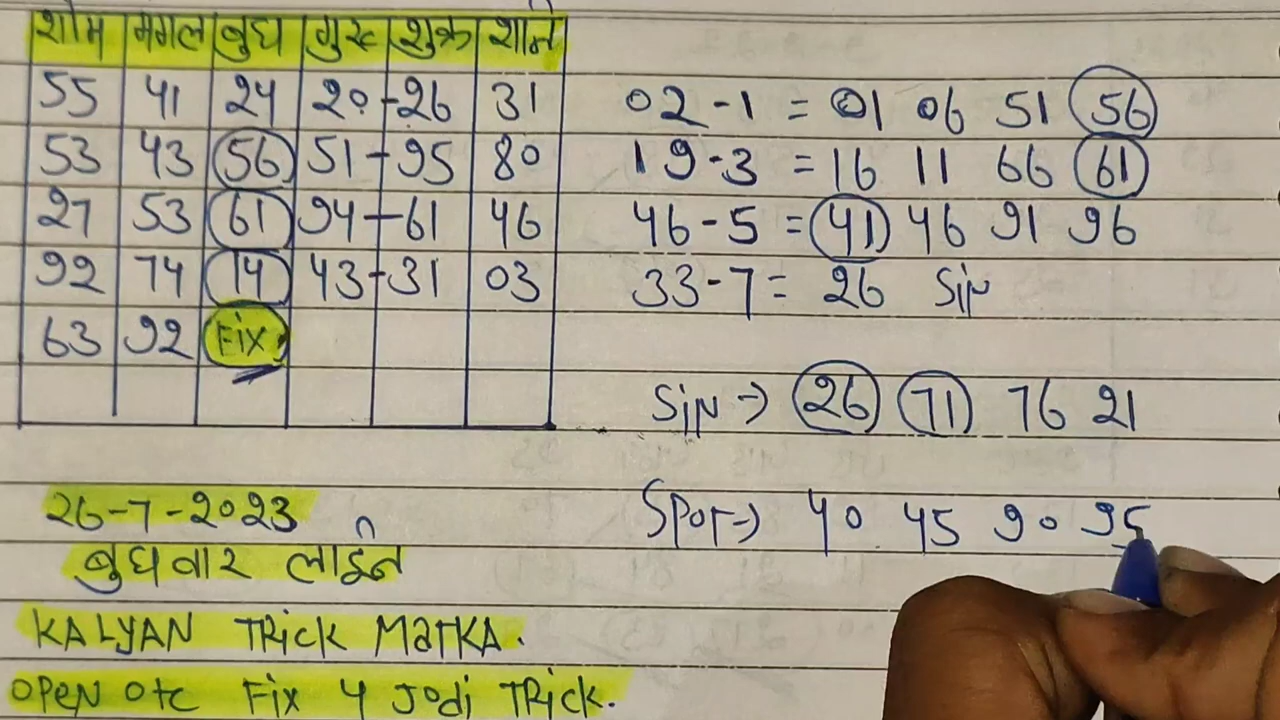 सोम मंगल बुध गुरु शुक्र शनि
55 41 24 20-26 31
53 43 56 51-95 80
27 53 61 94-61 46
92 74 14 43-31 03
63 92 Fix
02-1 = 01 06 51 56
19-3 = 16 11 66 61
46-5 = 41 46 91 96
33-7= 26 SiN
SiN→ 26 71 76 21
SPOT→ 40 45 90 95
26-7-2023
बुधवार लाईन
KALYAN TRick MaTKA.
OPEN OTC Fix 4 Jodi TRick.